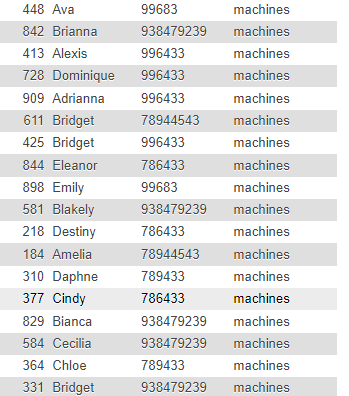 448 Ava 99683 machines
842 Brianna 938479239 machines
413 Alexis 996433 machines
728 Dominique 996433 machines
909 Adrianna 996433 machines
611 Bridget 78944543 machines
425 Bridget 996433 machines
844 Eleanor 786433 machines
898 Emily 99683 machines
581 Blakely 938479239 machines
218 Destiny 786433 machines
184 Amelia 78944543 machines
310 Daphne 789433 machines
377 Cindy 786433 machines
829 Bianca 938479239 machines
584 Cecilia 938479239 machines
364 Chloe 789433 machines
331 Bridget 938479239 machines